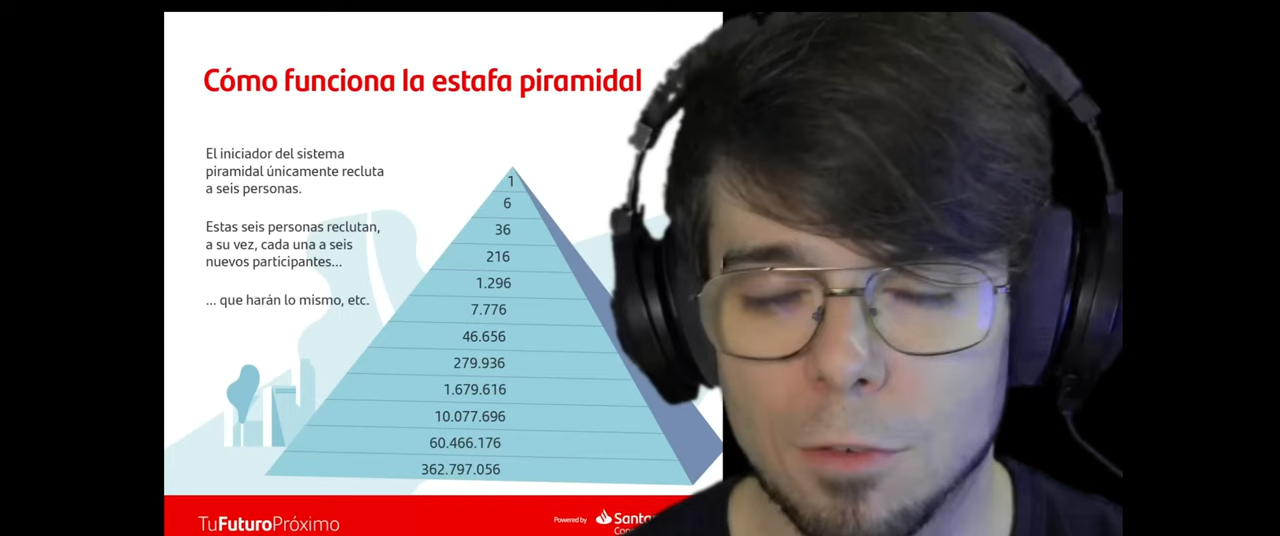 Cómo funciona la estafa piramidal
El iniciador del sistema
piramidal únicamente recluta
a seis personas.
Estas seis personas reclutan,
a su vez, cada una a seis
nuevos participantes...
... que harán lo mismo, etc.
1
6
36
216
1.296
7.776
46.656
279.936
1.679.616
10.077.696
60.466.176
362.797.056
TuFuturoPróximo
Powered by